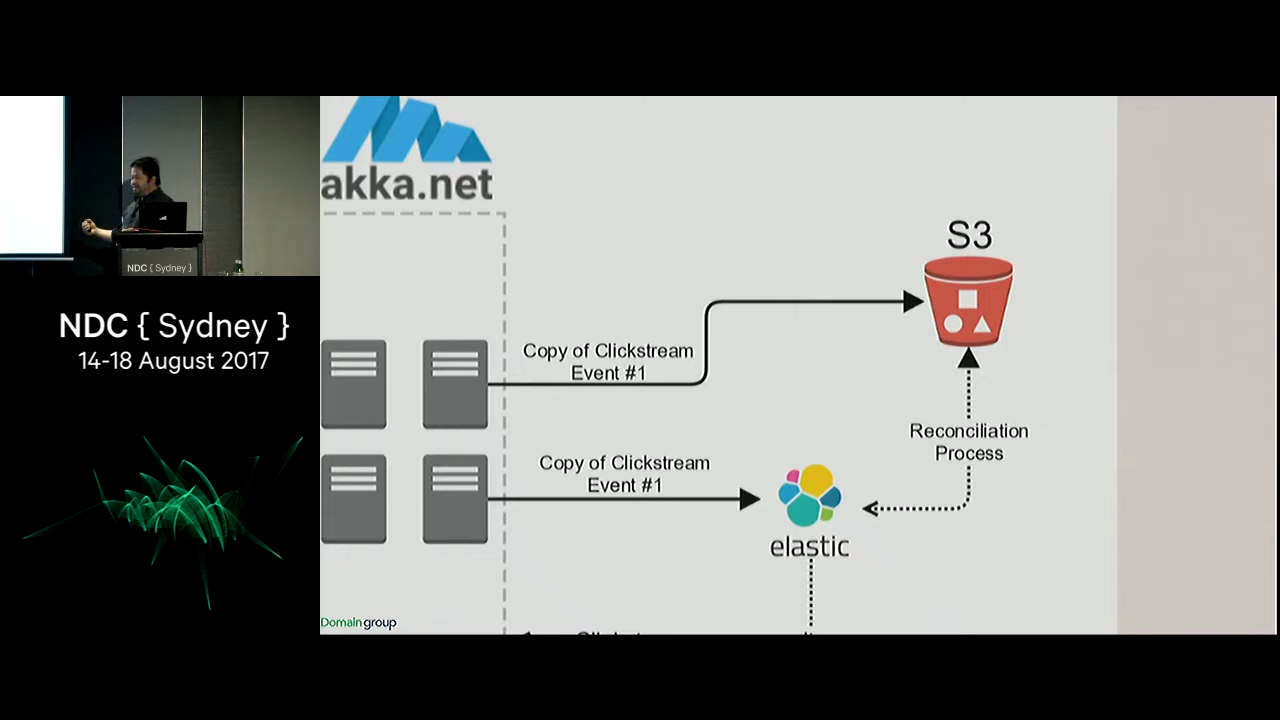 NDC { Sydney }
NDC { Sydney }
14-18 August 2017
akka.net
S3
Copy of Clickstream
Event #1
Reconciliation
Process
Copy of Clickstream
Event #1
elastic
Domain group